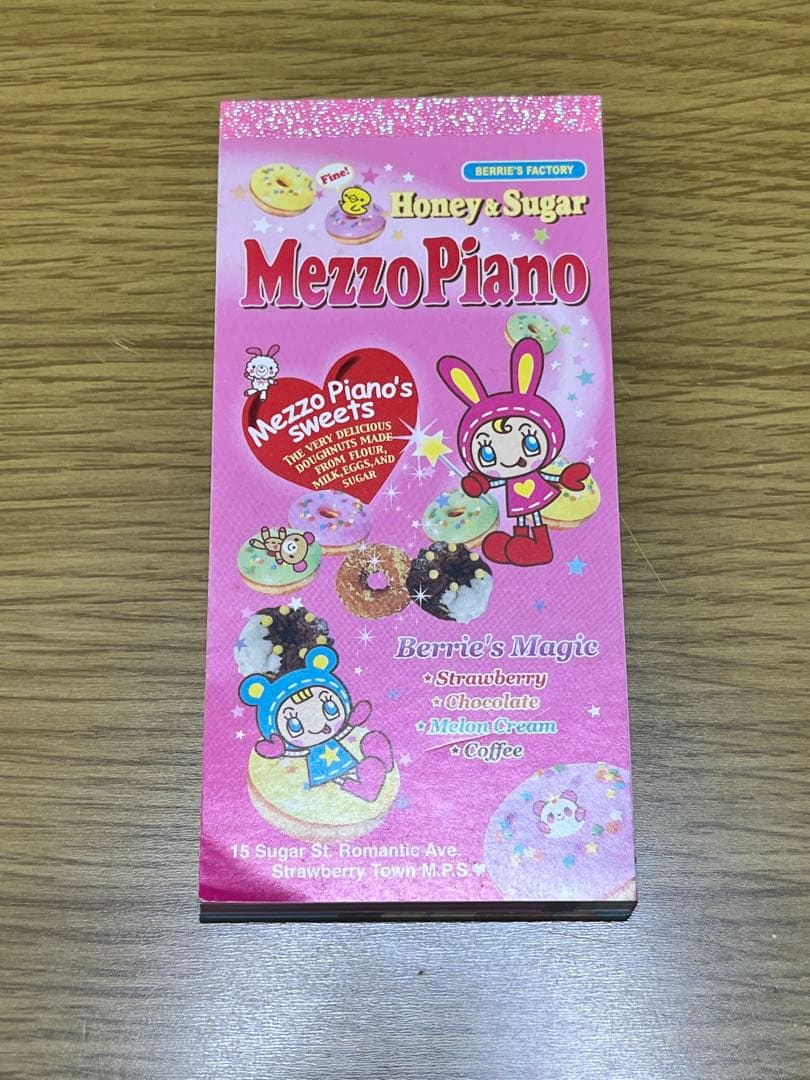 BERRIE'S FACTORY
Fine!
Honey & Sugar
MezzoPiano
Mezzo Piano's
sweets
THE VERY DELICIOUS
DOUGHNUTS MADE
FROM FLOUR,
MILK, EGGS, AND
SUGAR
Berrie's Magic
Strawberry
Chocolate
Melon Cream
Coffee
15 Sugar St. Romantic Ave.
Strawberry Town M.P.S.♥